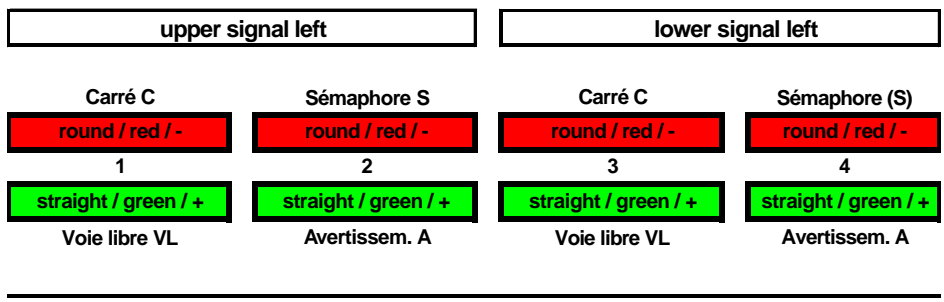 upper signal left lower signal left
Carré C Sémaphore S Carré C Sémaphore (S)
round / red / - round / red / - round / red / - round / red / -
1 2 3 4
straight / green / + straight / green / + straight / green / + straight / green / +
Voie libre VL Avertissem. A Voie libre VL Avertissem. A